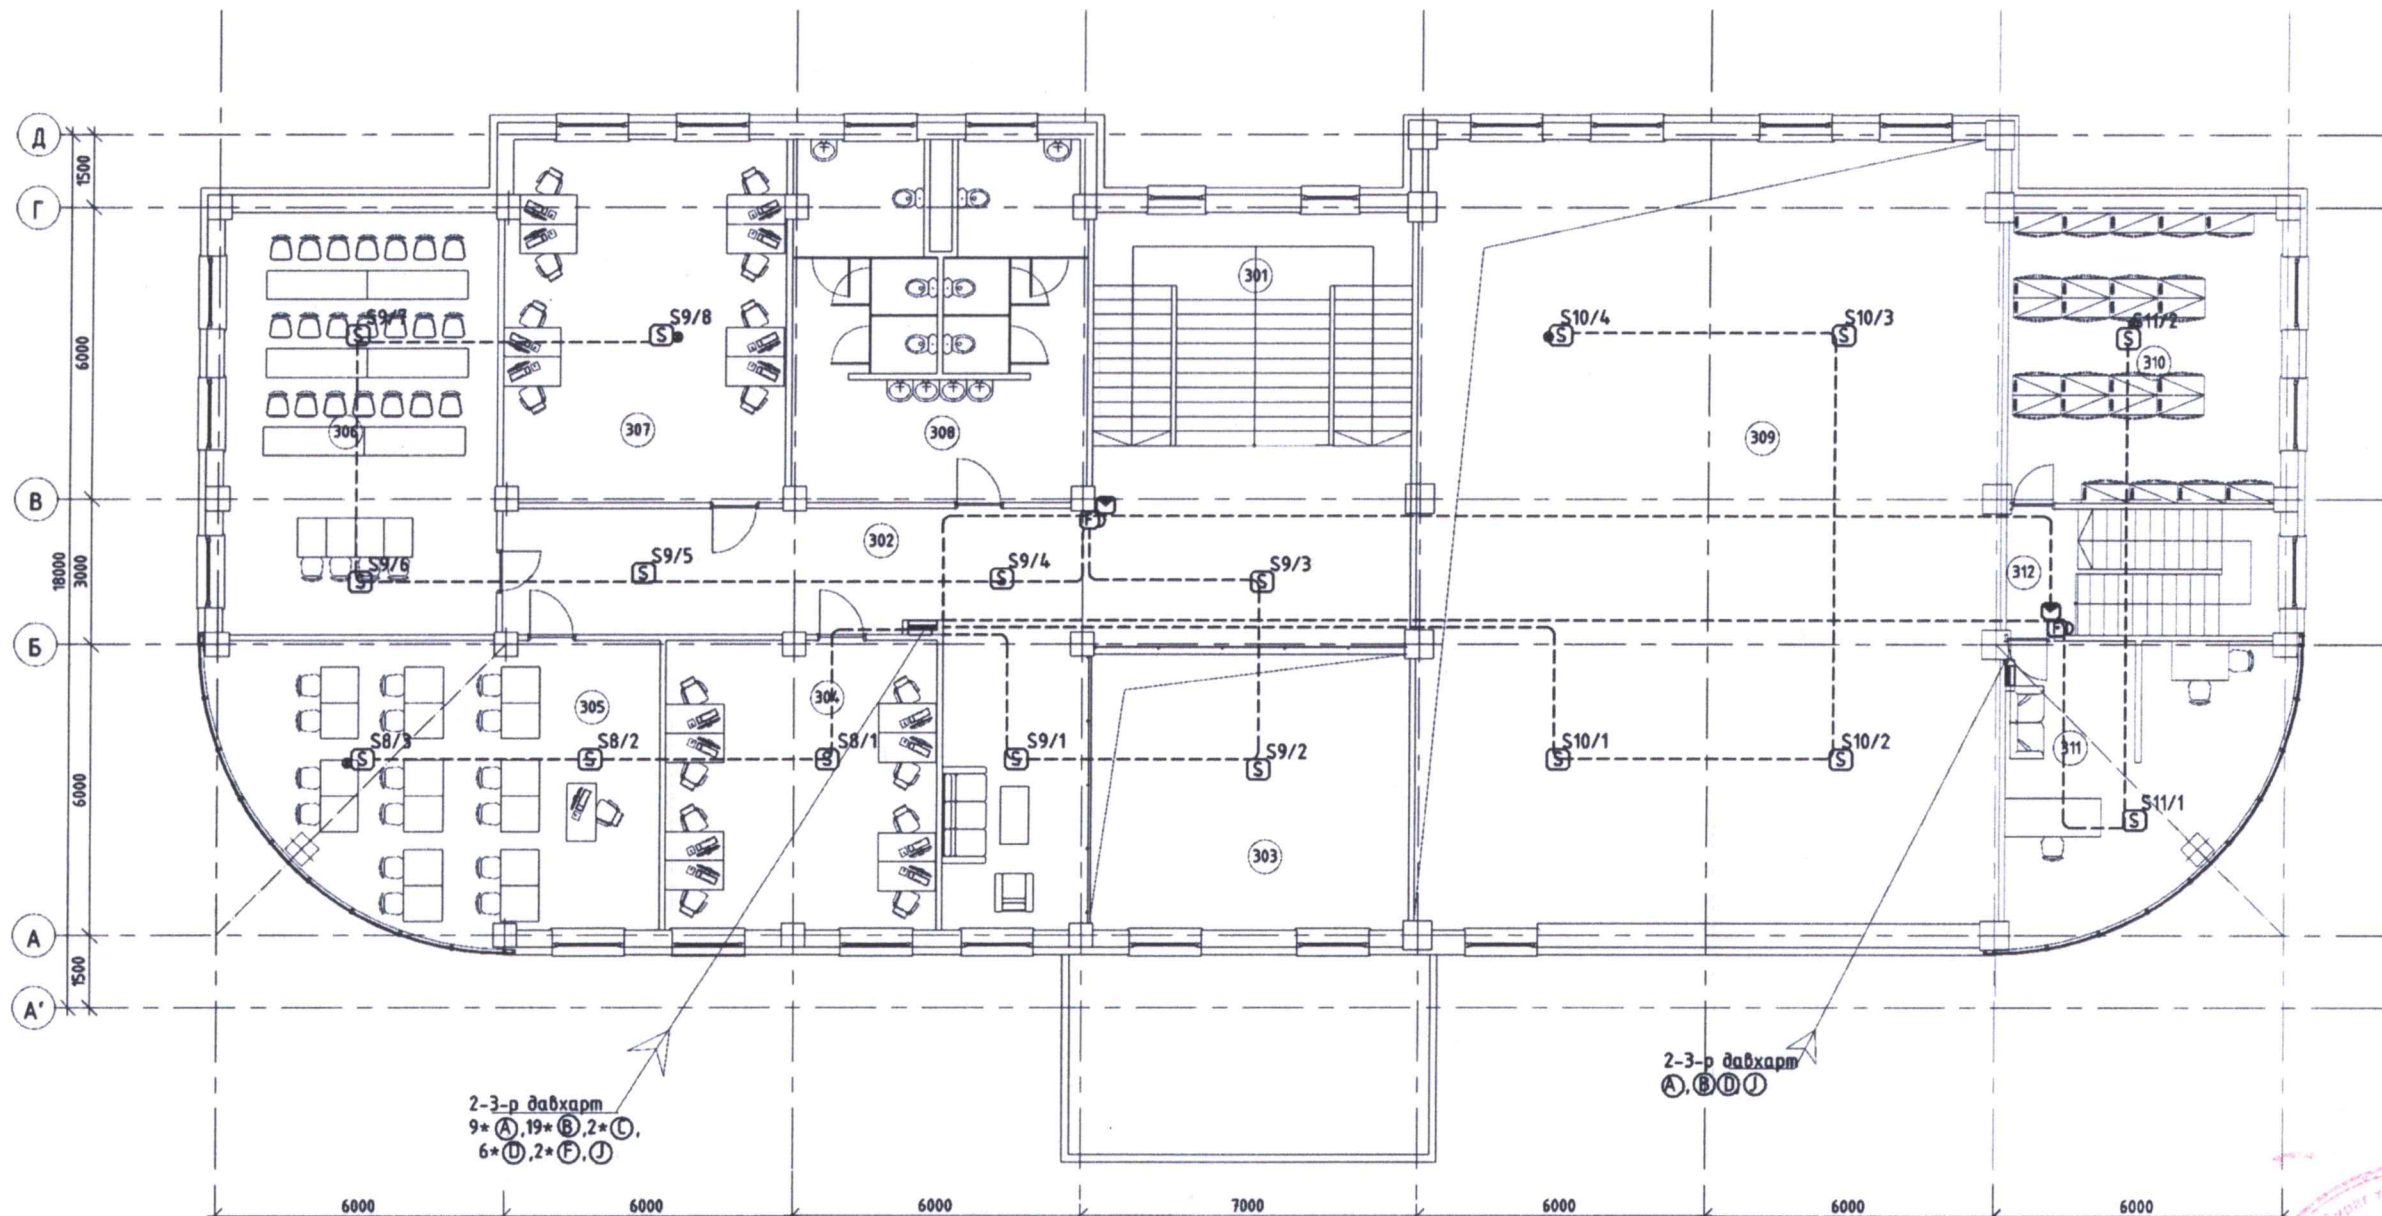 Д
1500
Г
301
S9/7
S9/8
S10/4
S10/3
S11/2
310
6000
306
307
308
309
В
302
18000
3000
S9/6
S9/5
S9/4
S9/3
312
F
F
Б
305
304
311
S8/3
S8/2
S8/1
S9/1
S9/2
S10/1
S10/2
S11/1
6000
303
А
1500
А'
2-3-р давхарт
Ⓐ, Ⓑ Ⓓ Ⓙ
2-3-р давхарт
9* Ⓐ, 19* Ⓑ, 2* Ⓒ,
6* Ⓓ, 2* Ⓕ, Ⓙ
6000 6000 6000 7000 6000 6000 6000